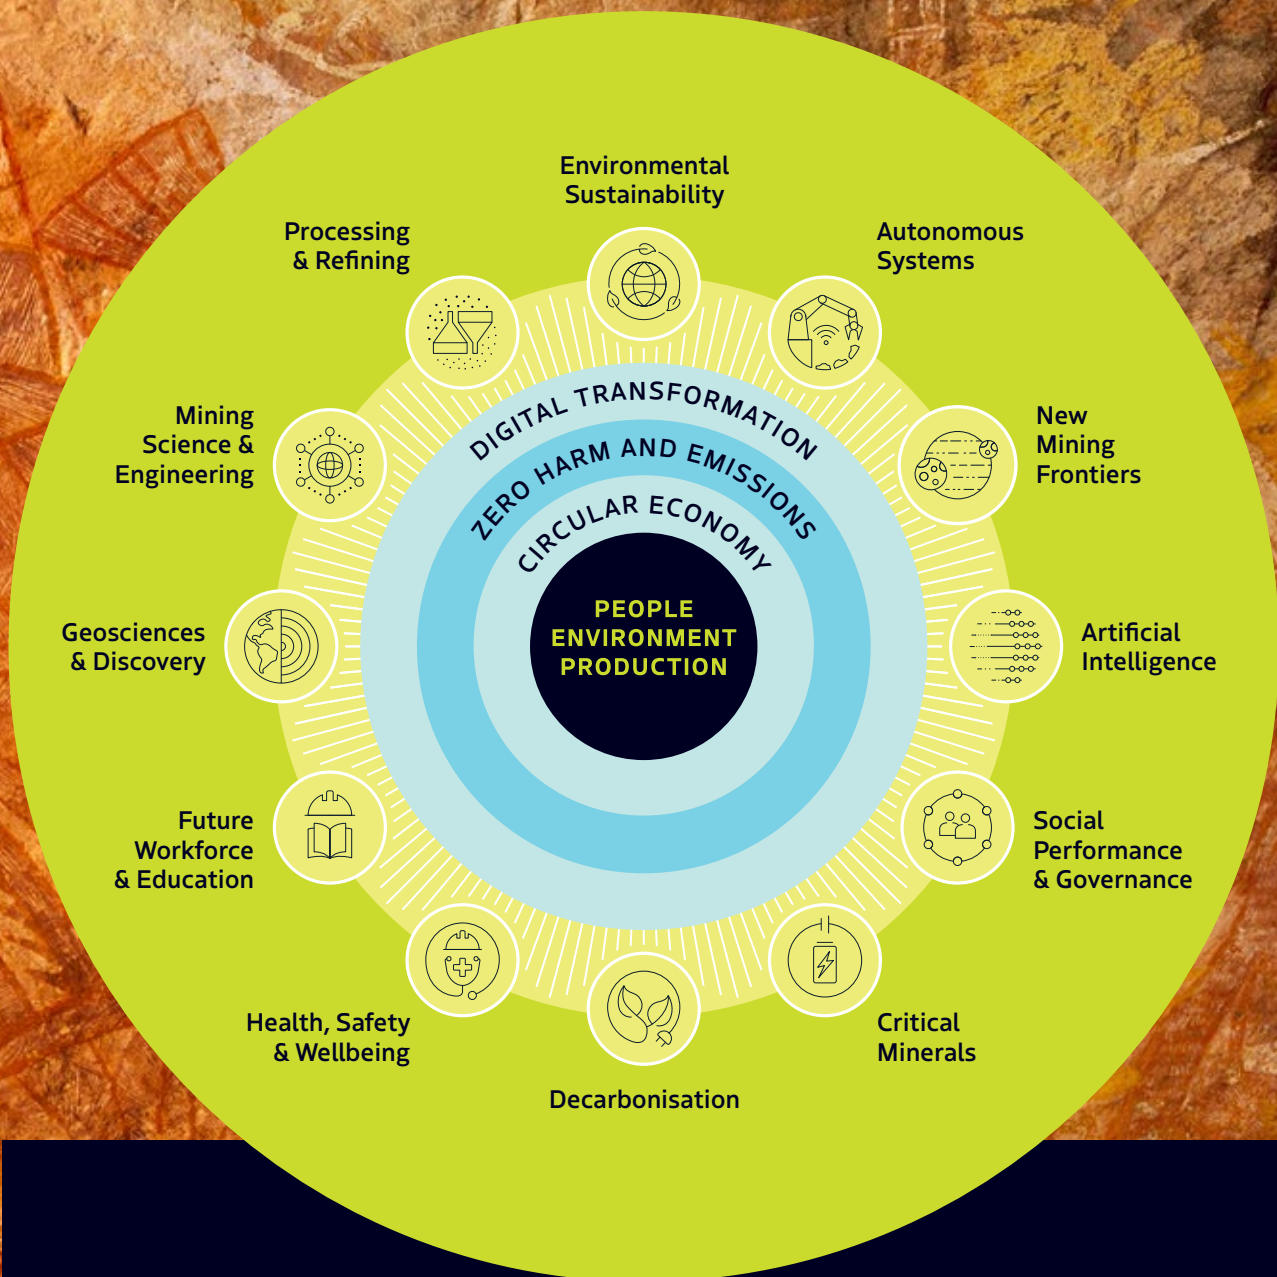 Environmental
Sustainability
Autonomous
Systems
New
Mining
Frontiers
Artificial
Intelligence
Social
Performance
& Governance
Critical
Minerals
Decarbonisation
Health, Safety
& Wellbeing
Future
Workforce
& Education
Geosciences
& Discovery
Mining
Science &
Engineering
Processing
& Refining
DIGITAL TRANSFORMATION
ZERO HARM AND EMISSIONS
CIRCULAR ECONOMY
PEOPLE
ENVIRONMENT
PRODUCTION